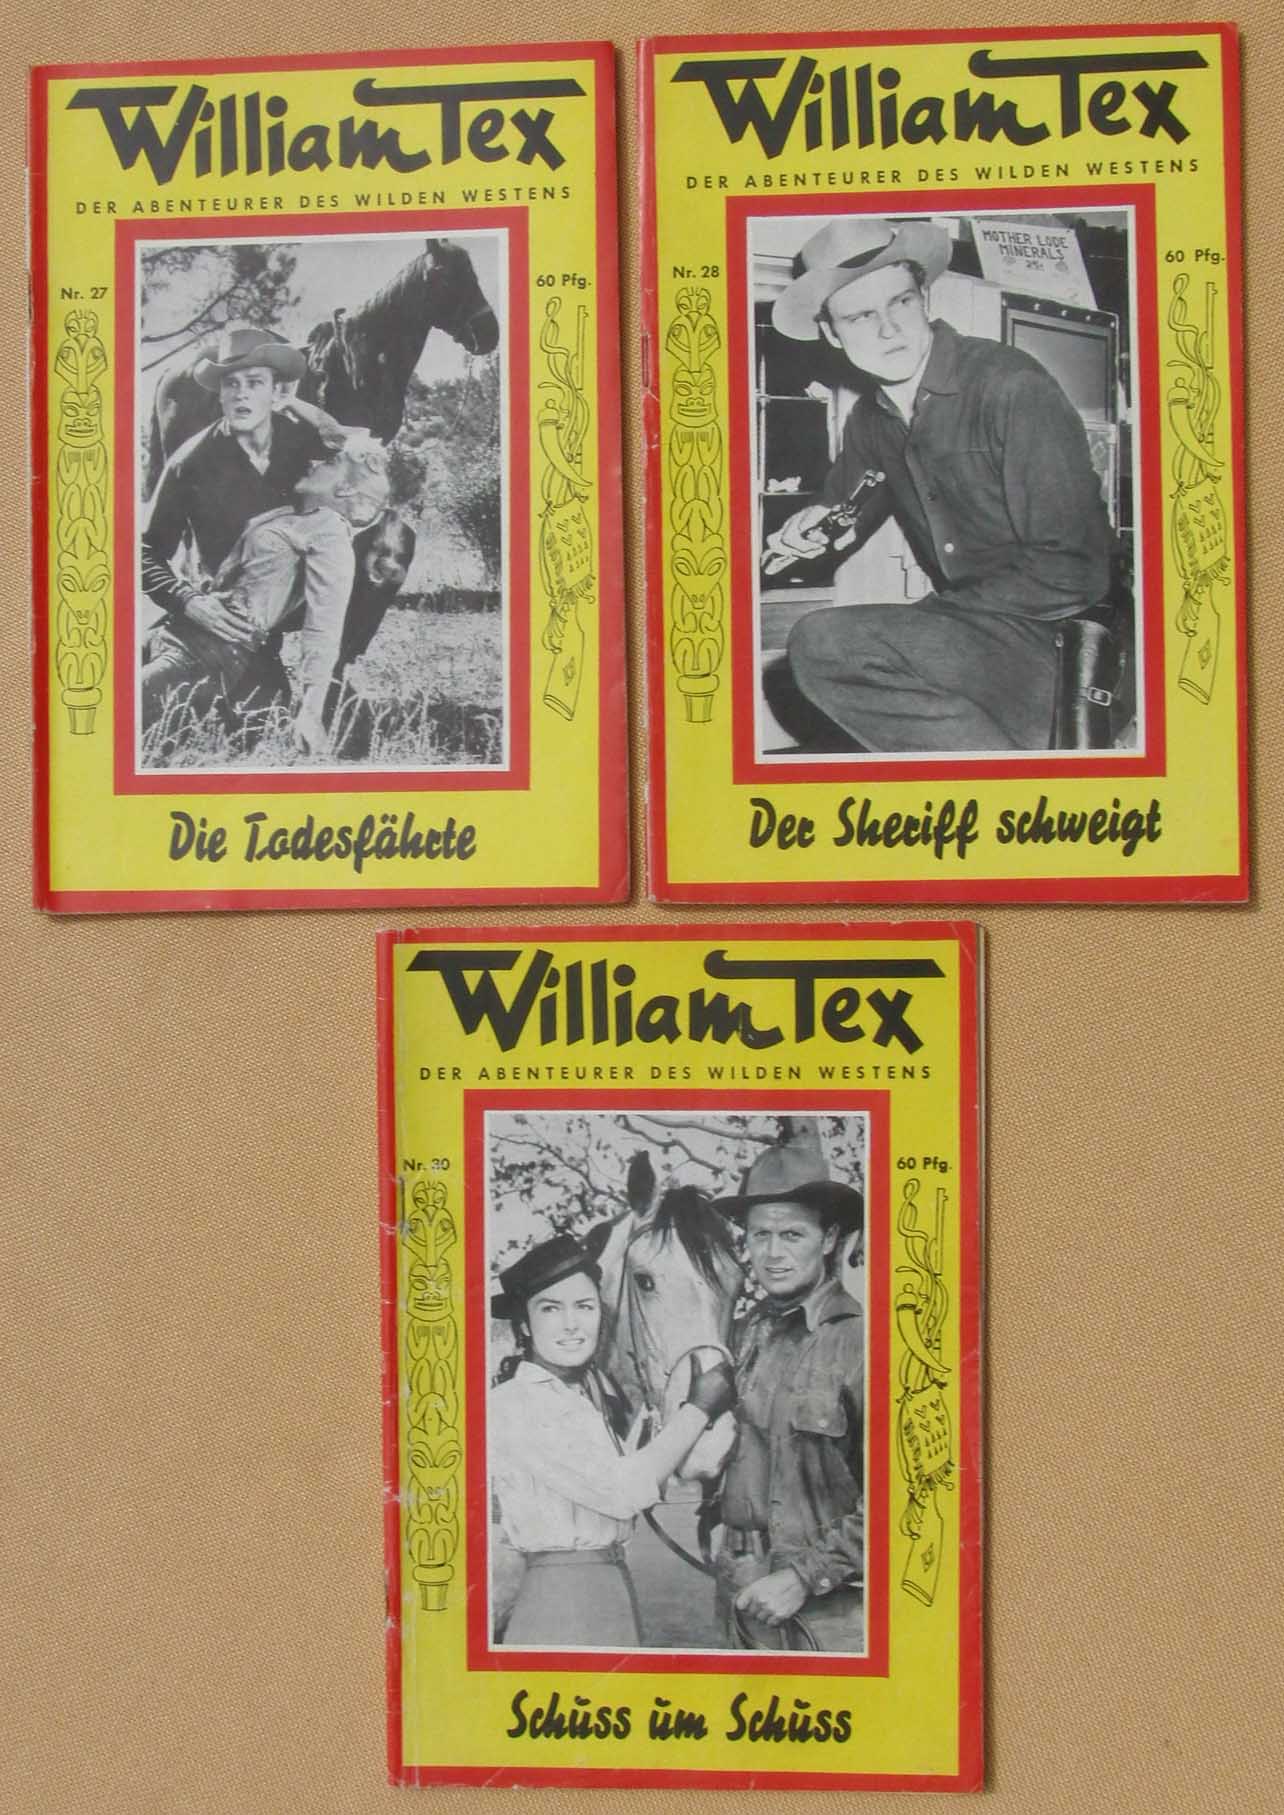 William Tex
DER ABENTEURER DES WILDEN WESTENS
Nr. 27
60 Pfg.
Die Todesfährte
William Tex
DER ABENTEURER DES WILDEN WESTENS
Nr. 28
60 Pfg.
MOTHER LODE
MINERALS
25¢
Der Sheriff schweigt
William Tex
DER ABENTEURER DES WILDEN WESTENS
Nr. 30
60 Pfg.
Schuss um Schuss